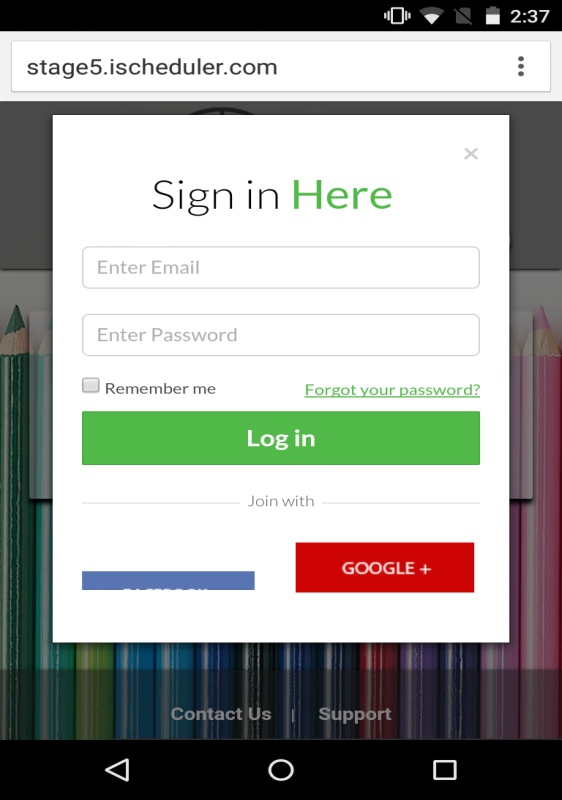 2:37
stage5.ischeduler.com
×
Sign in Here
Enter Email
Enter Password
Remember me
Forgot your password?
Log in
Join with
GOOGLE +
FACEBOOK
Contact Us | Support